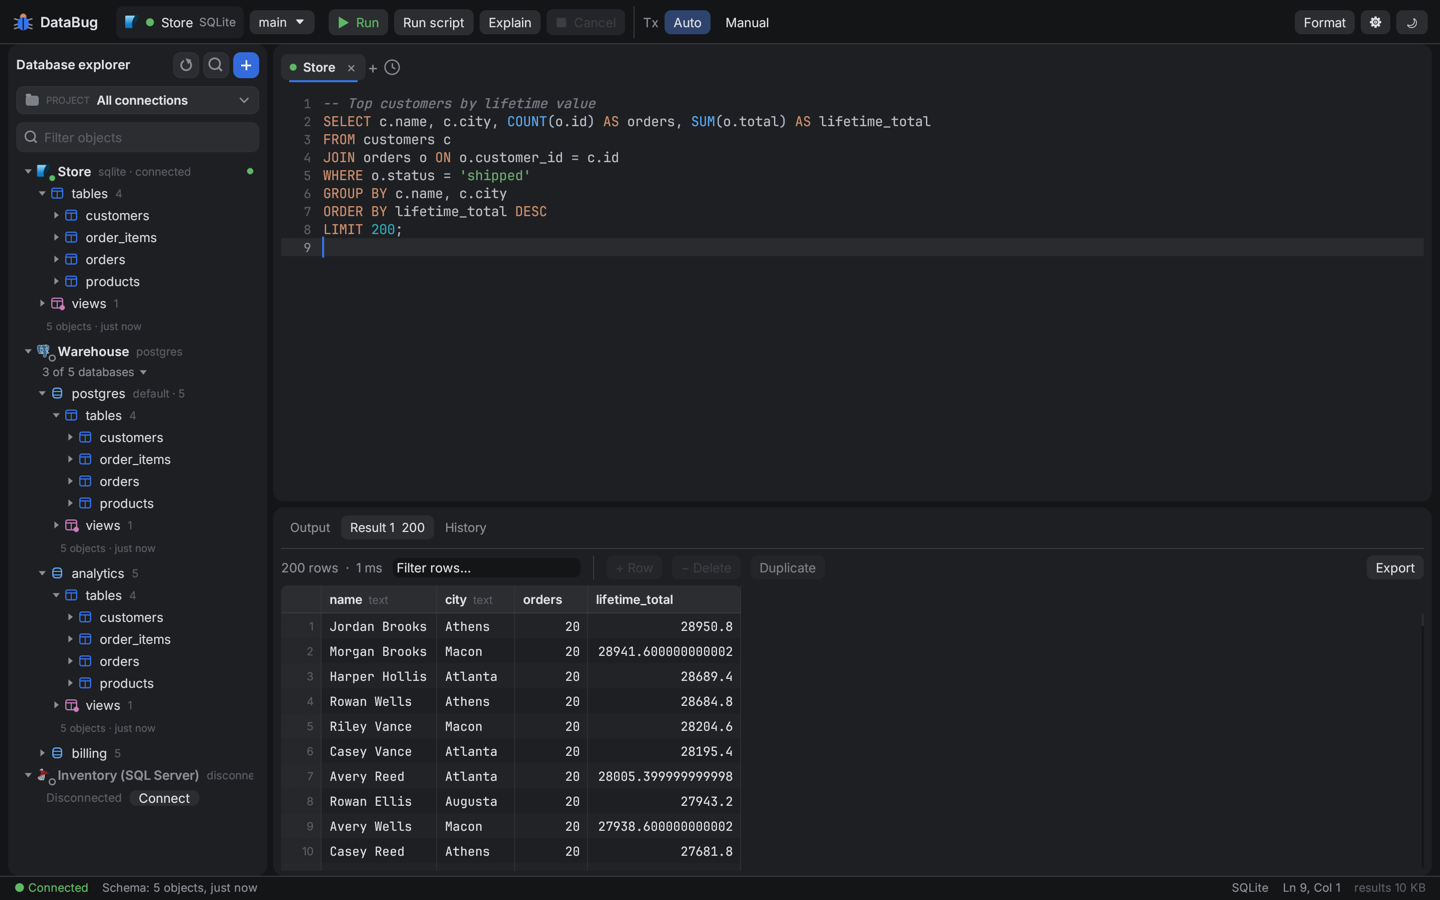 DataBug Store SQLite main Run Run script Explain Cancel Tx Auto Manual Format
Database explorer
PROJECT All connections
Filter objects
Store sqlite · connected
tables 4
customers
order_items
orders
products
views 1
5 objects · just now
Warehouse postgres
3 of 5 databases
postgres default · 5
tables 4
customers
order_items
orders
products
views 1
5 objects · just now
analytics 5
tables 4
customers
order_items
orders
products
views 1
5 objects · just now
billing 5
Inventory (SQL Server) disconne
Disconnected Connect
Store × +
1 -- Top customers by lifetime value
2 SELECT c.name, c.city, COUNT(o.id) AS orders, SUM(o.total) AS lifetime_total
3 FROM customers c
4 JOIN orders o ON o.customer_id = c.id
5 WHERE o.status = 'shipped'
6 GROUP BY c.name, c.city
7 ORDER BY lifetime_total DESC
8 LIMIT 200;
9
Output Result 1 200 History
200 rows · 1 ms Filter rows... + Row − Delete Duplicate Export
name text city text orders lifetime_total
1 Jordan Brooks Athens 20 28950.8
2 Morgan Brooks Macon 20 28941.600000000002
3 Harper Hollis Atlanta 20 28689.4
4 Rowan Wells Athens 20 28684.8
5 Riley Vance Macon 20 28204.6
6 Casey Vance Atlanta 20 28195.4
7 Avery Reed Atlanta 20 28005.399999999998
8 Rowan Ellis Augusta 20 27943.2
9 Avery Wells Macon 20 27938.600000000002
10 Casey Reed Athens 20 27681.8
Connected Schema: 5 objects, just now SQLite Ln 9, Col 1 results 10 KB